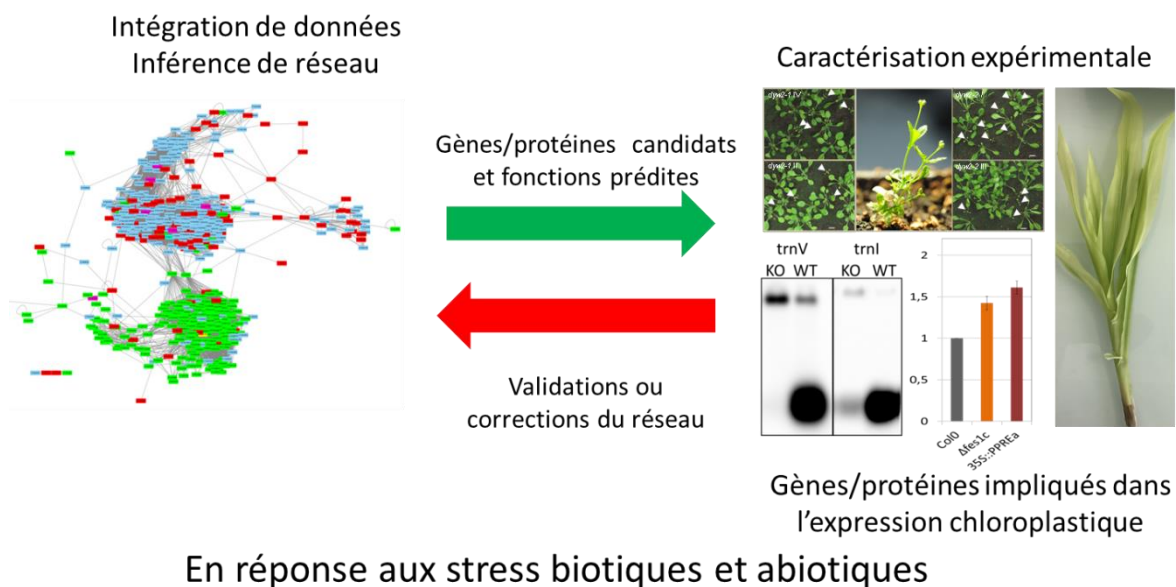 Intégration de données
Inférence de réseau
Gènes/protéines candidats
et fonctions prédites
Validations ou
corrections du réseau
Caractérisation expérimentale
trnV trnI
KO WT KO WT
2
1,5
1
0,5
0
Col0
Δfes1c
35S::PPREa
Gènes/protéines impliqués dans
l'expression chloroplastique
En réponse aux stress biotiques et abiotiques